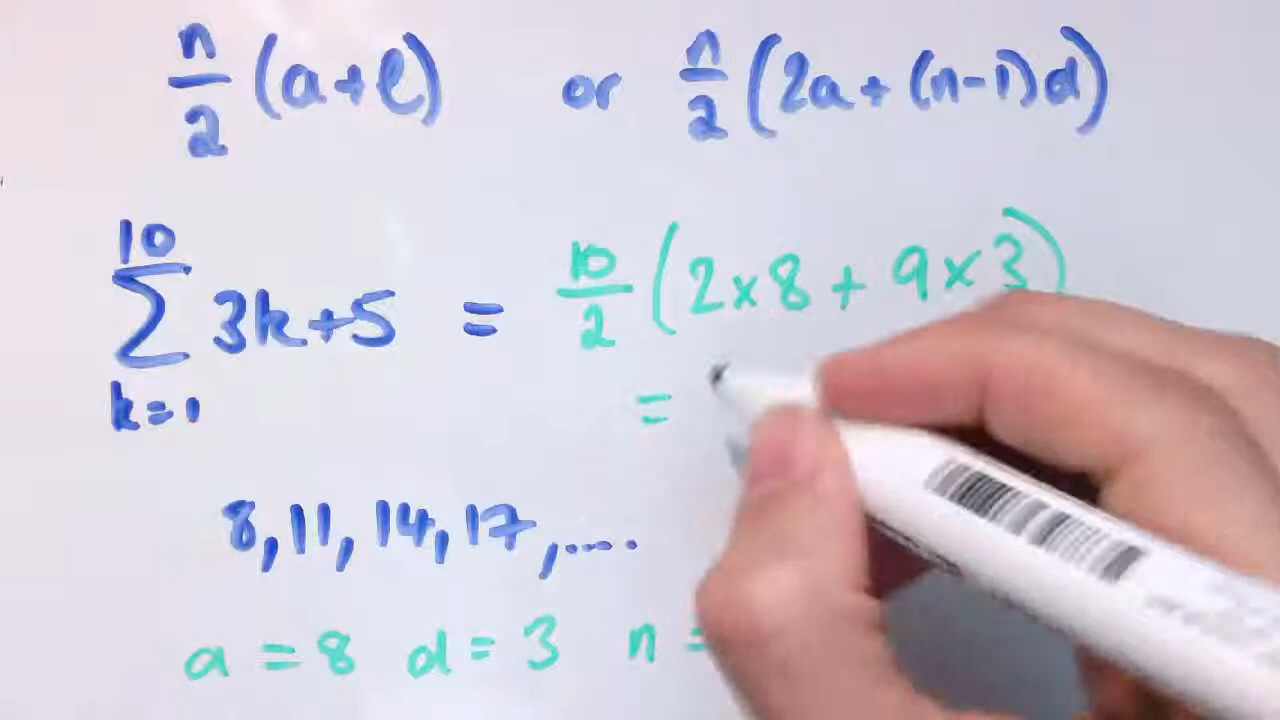 n/2 (a+l) or n/2 (2a+(n-1)d)
10
∑ 3k+5 = 10/2 (2×8 + 9×3)
k=1
=
8, 11, 14, 17, ....
a = 8 d = 3 n =